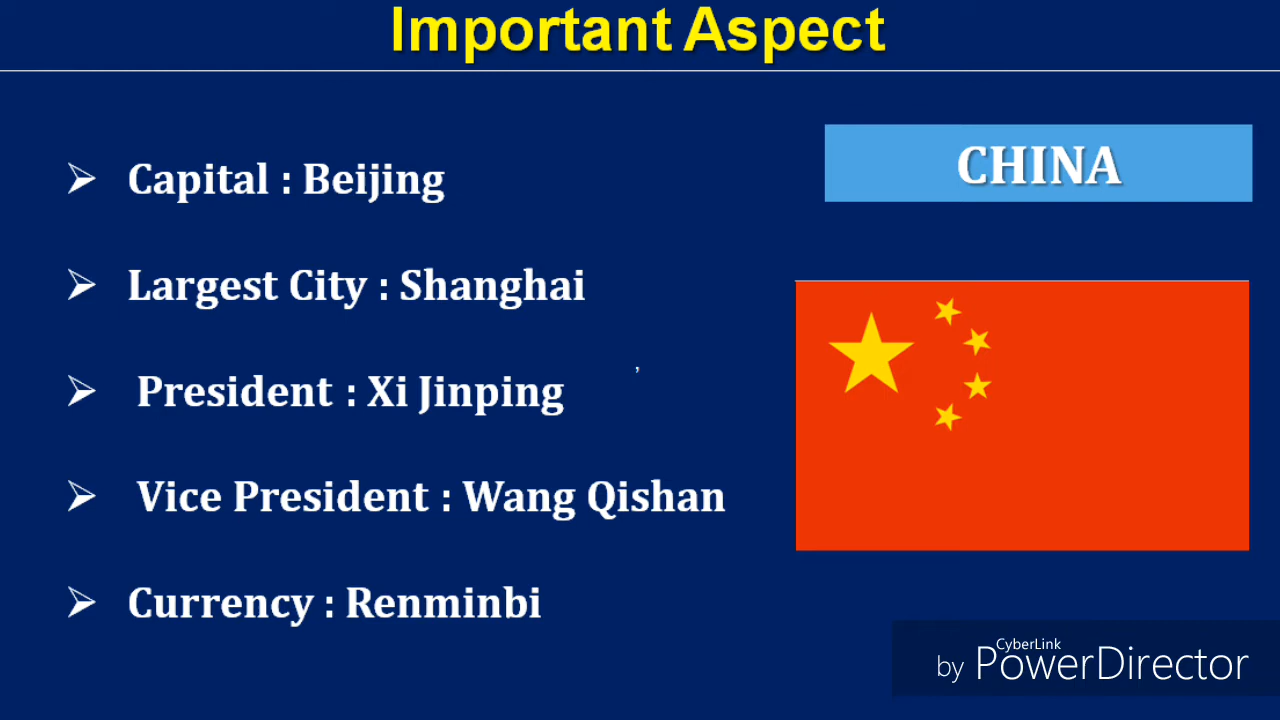 Important Aspect
CHINA
➢ Capital : Beijing
➢ Largest City : Shanghai
➢ President : Xi Jinping
,
➢ Vice President : Wang Qishan
➢ Currency : Renminbi
CyberLink
by PowerDirector